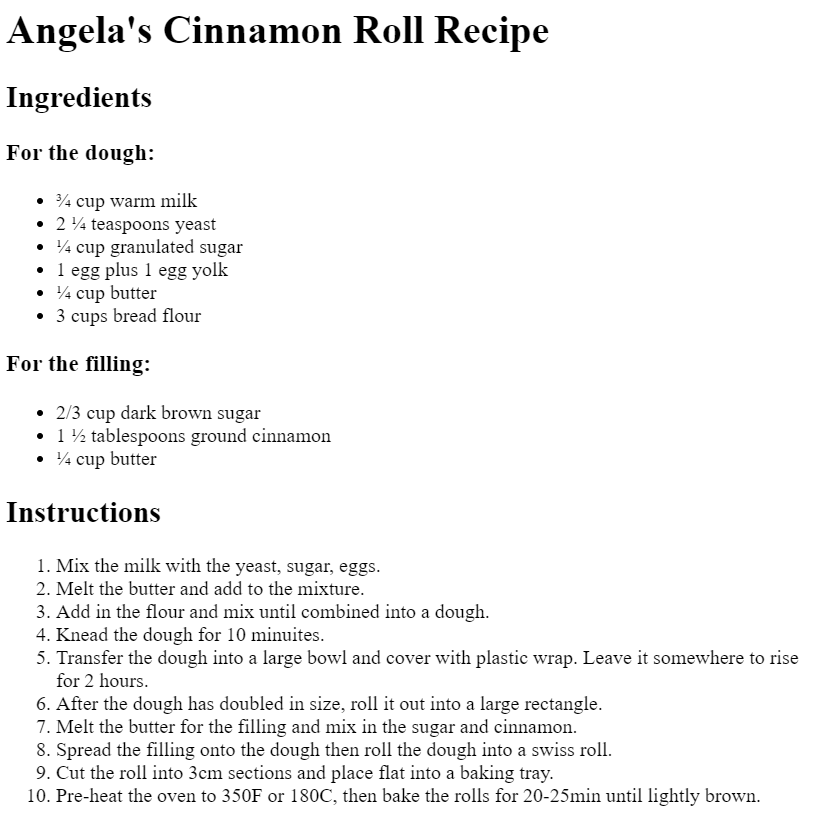 Angela's Cinnamon Roll Recipe
Ingredients
For the dough:
• ¾ cup warm milk
• 2 ¼ teaspoons yeast
• ¼ cup granulated sugar
• 1 egg plus 1 egg yolk
• ¼ cup butter
• 3 cups bread flour
For the filling:
• 2/3 cup dark brown sugar
• 1 ½ tablespoons ground cinnamon
• ¼ cup butter
Instructions
1. Mix the milk with the yeast, sugar, eggs.
2. Melt the butter and add to the mixture.
3. Add in the flour and mix until combined into a dough.
4. Knead the dough for 10 minuites.
5. Transfer the dough into a large bowl and cover with plastic wrap. Leave it somewhere to rise
for 2 hours.
6. After the dough has doubled in size, roll it out into a large rectangle.
7. Melt the butter for the filling and mix in the sugar and cinnamon.
8. Spread the filling onto the dough then roll the dough into a swiss roll.
9. Cut the roll into 3cm sections and place flat into a baking tray.
10. Pre-heat the oven to 350F or 180C, then bake the rolls for 20-25min until lightly brown.